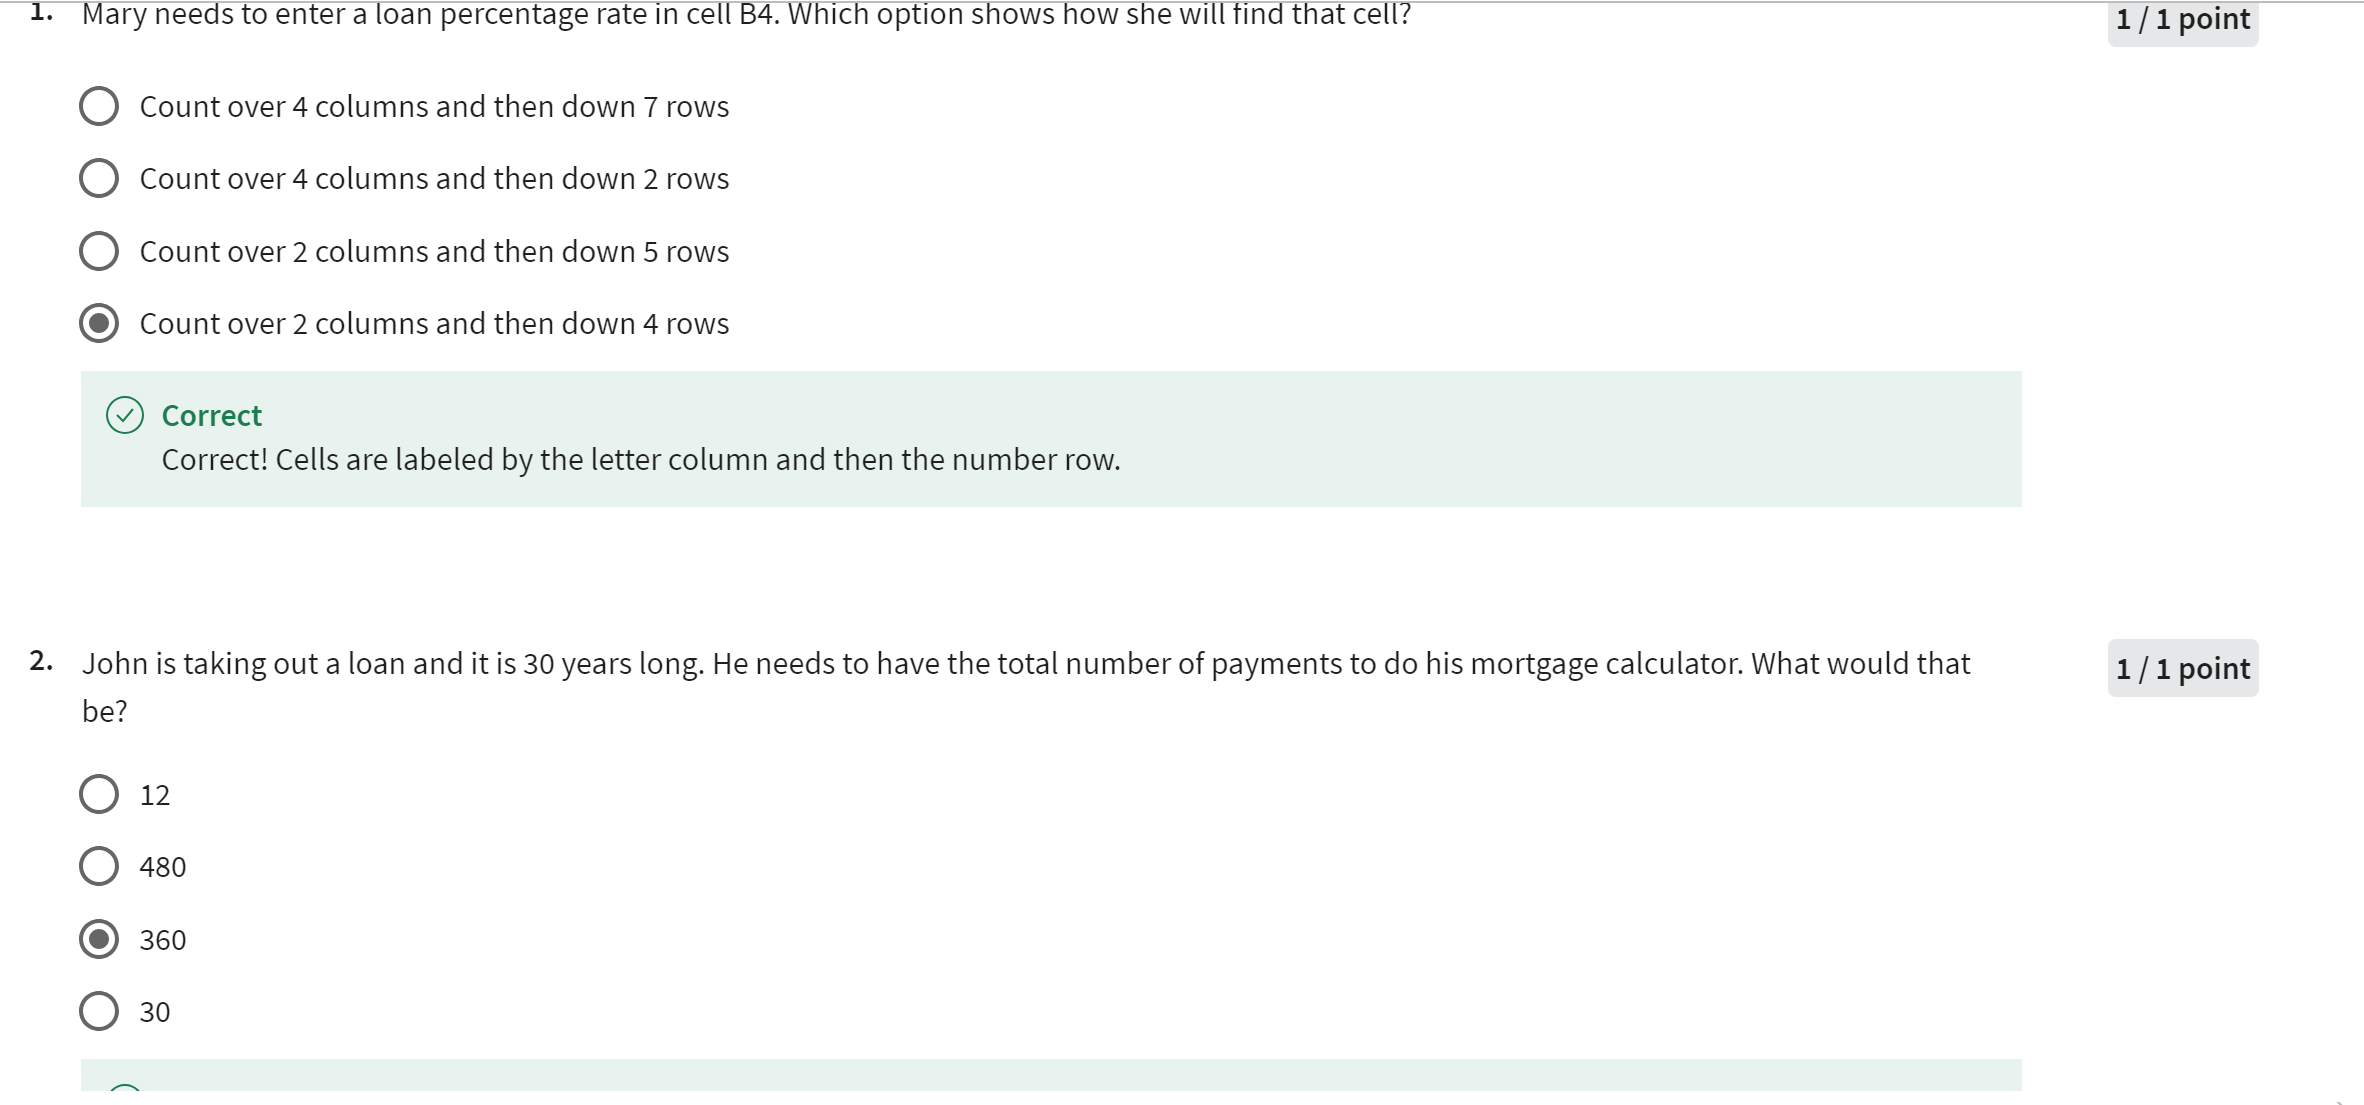 1. Mary needs to enter a loan percentage rate in cell B4. Which option shows how she will find that cell?
1 / 1 point
Count over 4 columns and then down 7 rows
Count over 4 columns and then down 2 rows
Count over 2 columns and then down 5 rows
Count over 2 columns and then down 4 rows
Correct
Correct! Cells are labeled by the letter column and then the number row.
2. John is taking out a loan and it is 30 years long. He needs to have the total number of payments to do his mortgage calculator. What would that
be?
1 / 1 point
12
480
360
30